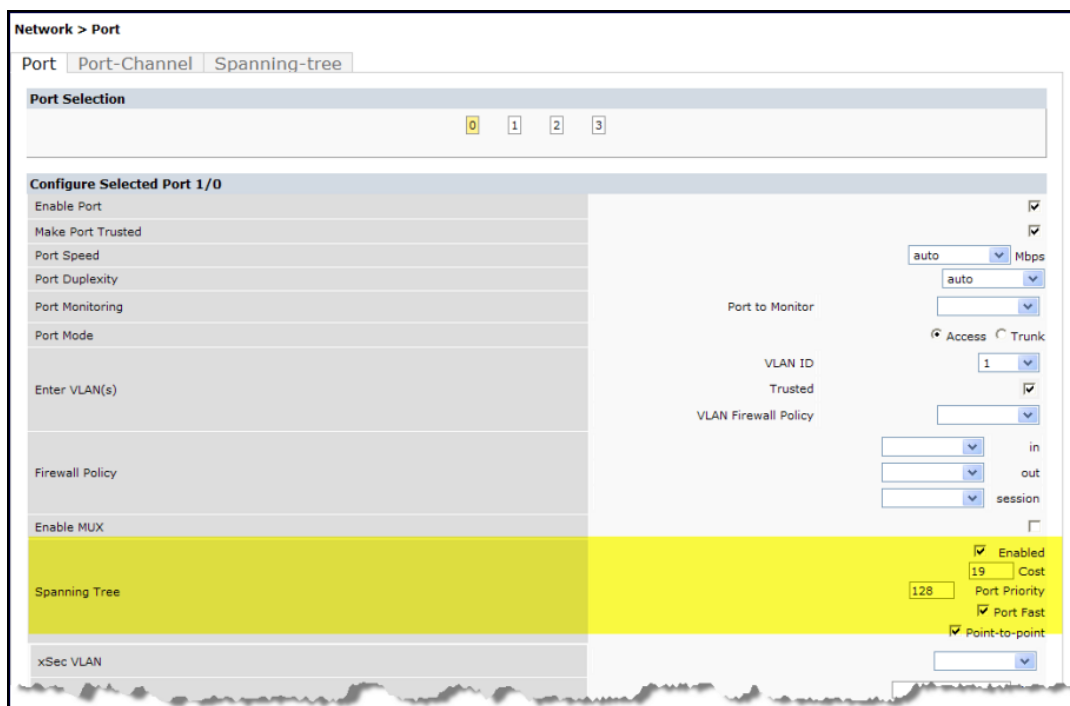 Network > Port
Port Port-Channel Spanning-tree
Port Selection
0 1 2 3
Configure Selected Port 1/0
Enable Port
Make Port Trusted
Port Speed auto Mbps
Port Duplexity auto
Port Monitoring Port to Monitor
Port Mode Access Trunk
Enter VLAN(s)
VLAN ID 1
Trusted
VLAN Firewall Policy
Firewall Policy
in
out
session
Enable MUX
Spanning Tree
Enabled
19 Cost
128 Port Priority
Port Fast
Point-to-point
xSec VLAN